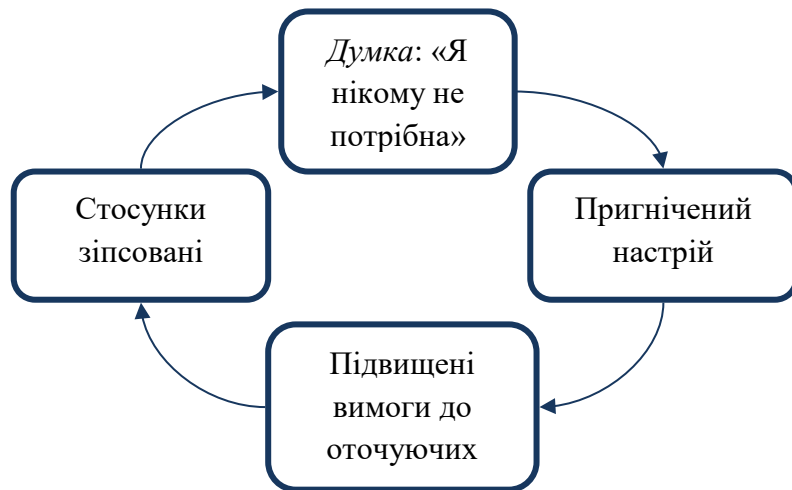 Думка: «Я
нікому не
потрібна»
Стосунки
зіпсовані
Пригнічений
настрій
Підвищені
вимоги до
оточуючих